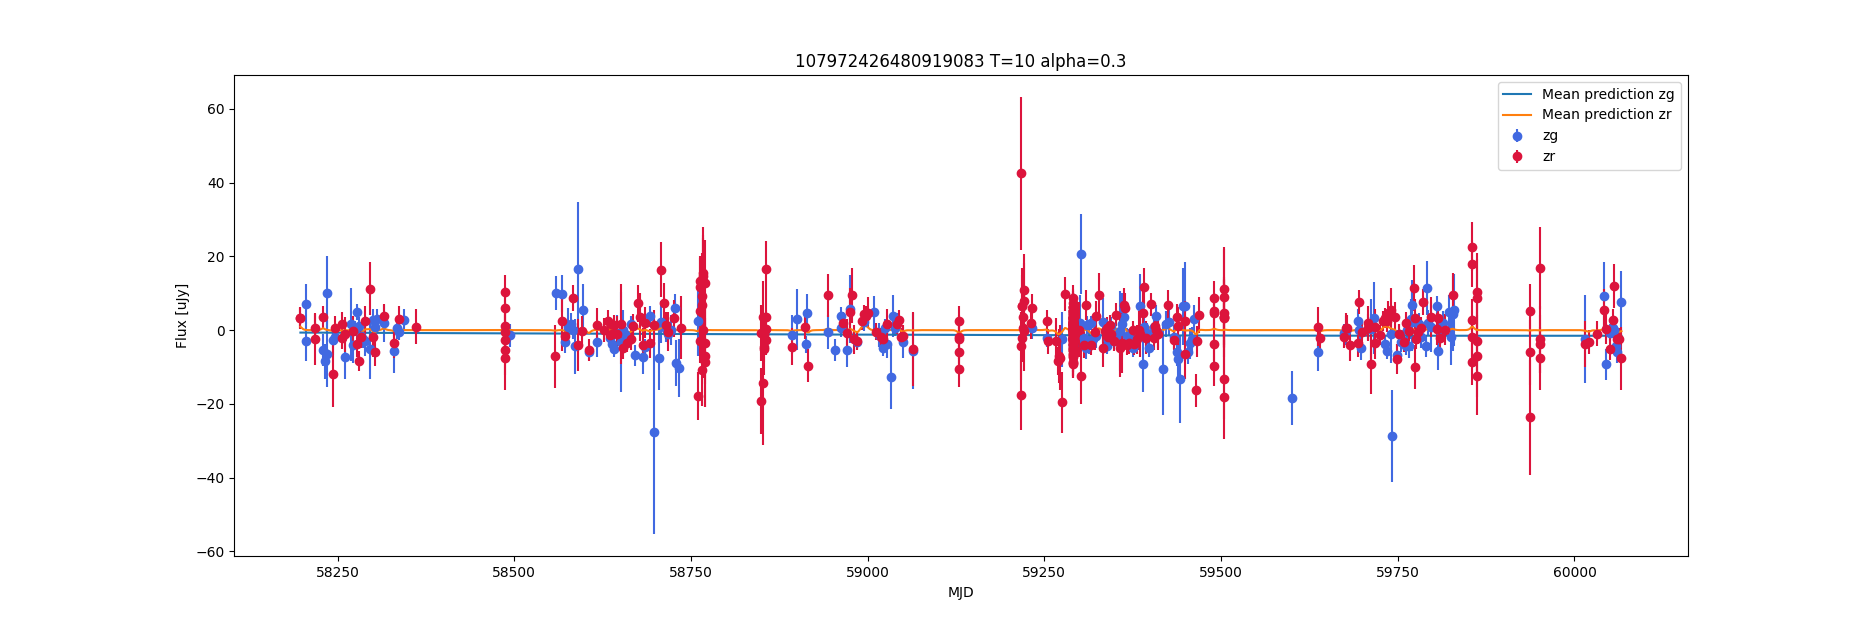 107972426480919083 T=10 alpha=0.3
Mean prediction zg
Mean prediction zr
zg
zr
60
40
20
0
−20
−40
−60
Flux [uJy]
58250 58500 58750 59000 59250 59500 59750 60000
MJD